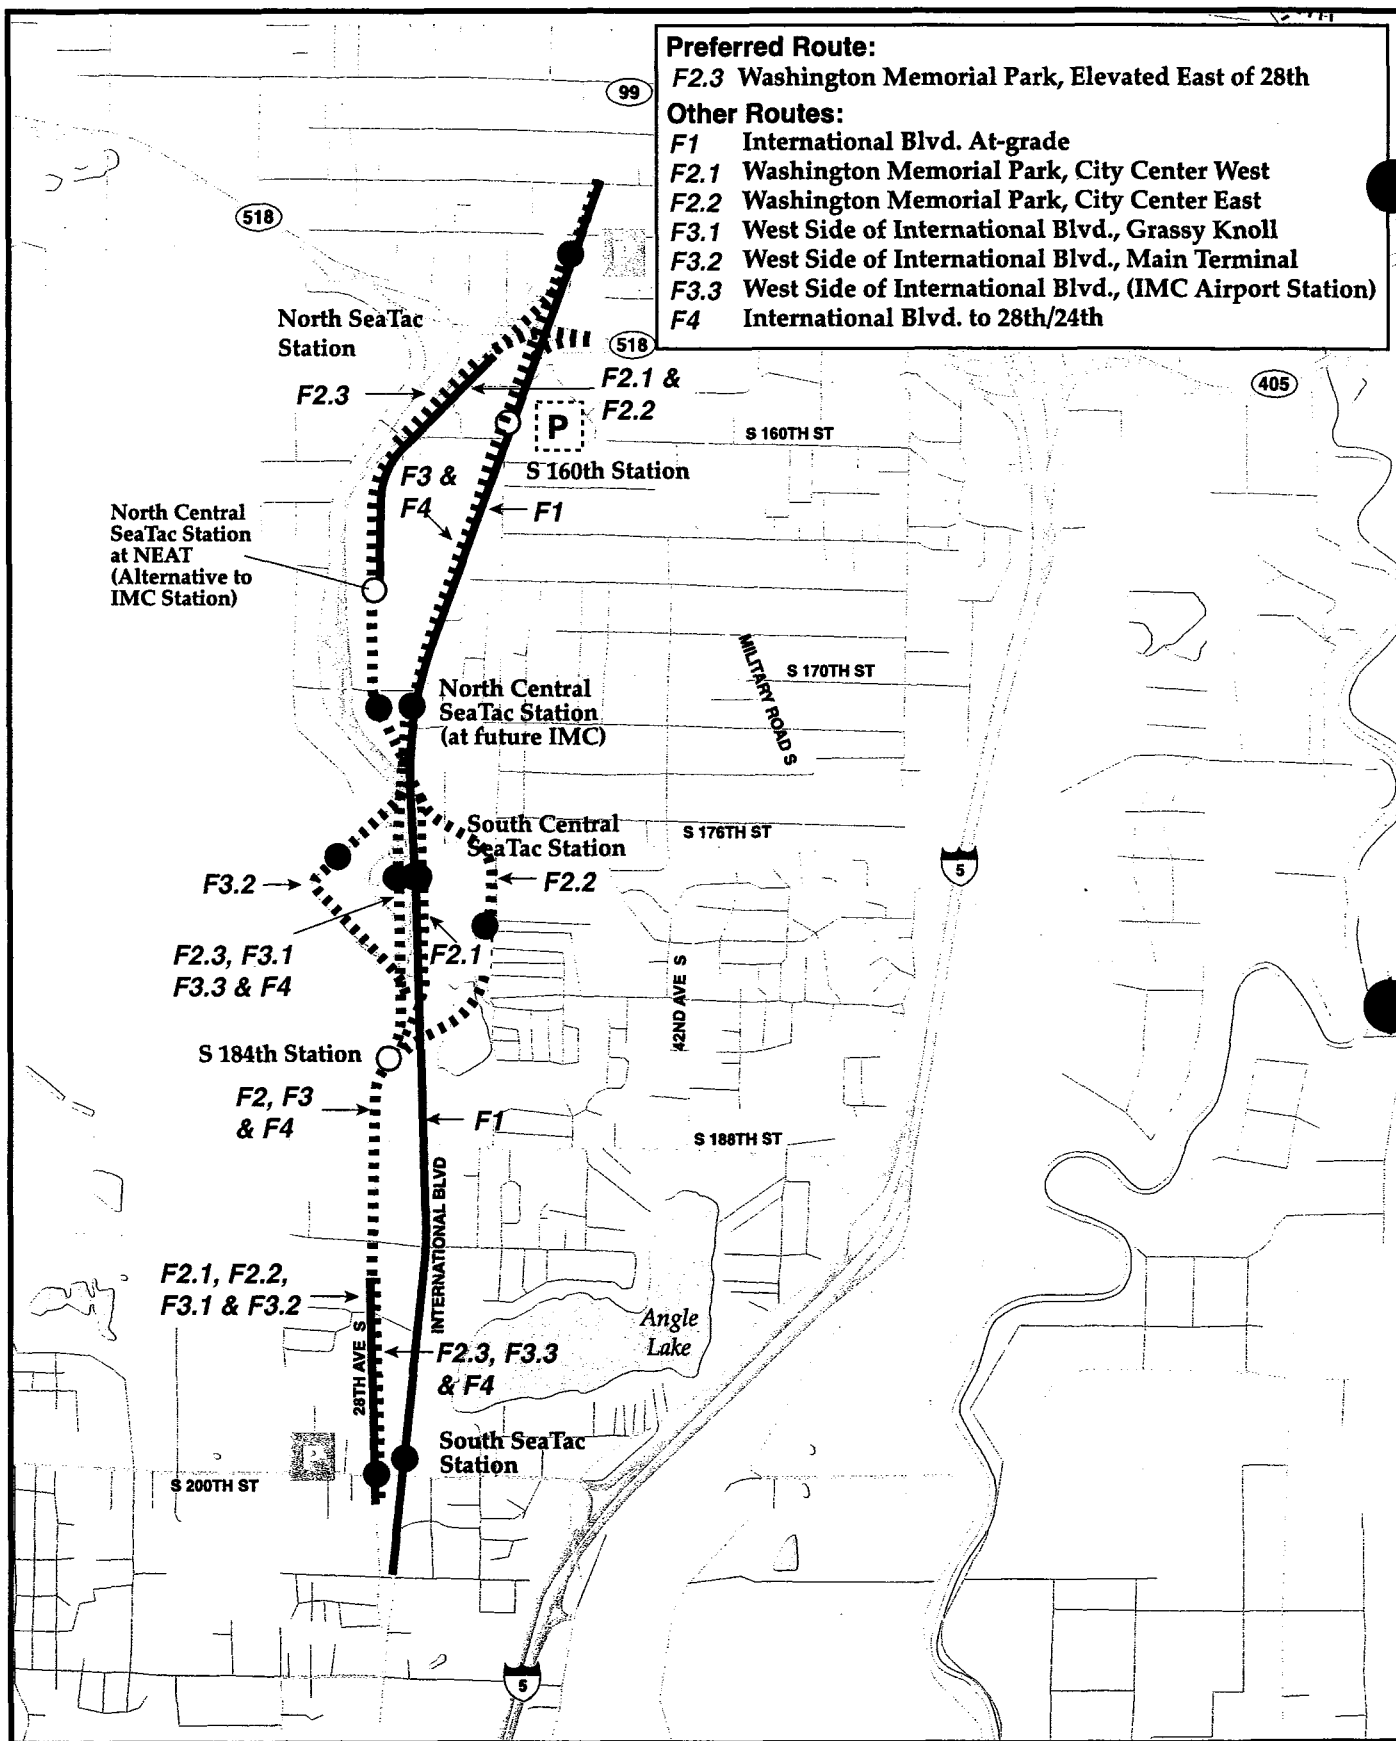 Preferred Route:
F2.3 Washington Memorial Park, Elevated East of 28th
Other Routes:
F1 International Blvd. At-grade
F2.1 Washington Memorial Park, City Center West
F2.2 Washington Memorial Park, City Center East
F3.1 West Side of International Blvd., Grassy Knoll
F3.2 West Side of International Blvd., Main Terminal
F3.3 West Side of International Blvd., (IMC Airport Station)
F4 International Blvd. to 28th/24th
99
518
P
North SeaTac
Station
518
F2.3
F2.1 &
F2.2
405
P
S 160TH ST
S 160th Station
F3 &
F4
F1
North Central
SeaTac Station
at NEAT
(Alternative to
IMC Station)
MILITARY ROAD S
S 170TH ST
North Central
SeaTac Station
(at future IMC)
South Central
SeaTac Station
S 176TH ST
5
F3.2
F2.2
F2.3, F3.1
F3.3 & F4
F2.1
42ND AVE S
S 184th Station
F2, F3
& F4
F1
S 188TH ST
INTERNATIONAL BLVD
F2.1, F2.2,
F3.1 & F3.2
Angle
Lake
28TH AVE S
F2.3, F3.3
& F4
P
South SeaTac
Station
S 200TH ST
5